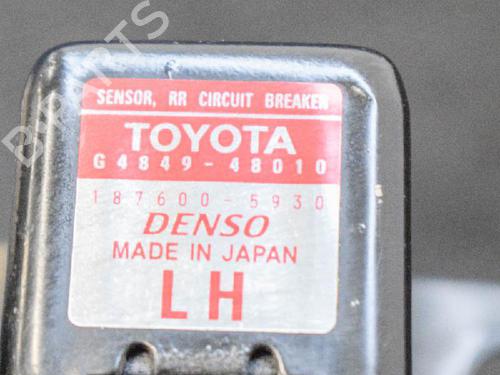 SENSOR, RR CIRCUIT BREAKER
TOYOTA
G4849-48010
187600-5930
DENSO
MADE IN JAPAN
LH